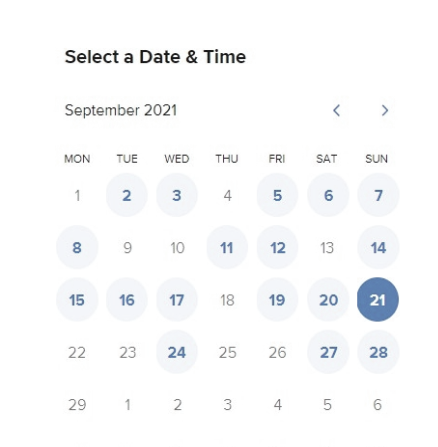 Select a Date & Time
September 2021
MON TUE WED THU FRI SAT SUN
1 2 3 4 5 6 7
8 9 10 11 12 13 14
15 16 17 18 19 20 21
22 23 24 25 26 27 28
29 1 2 3 4 5 6